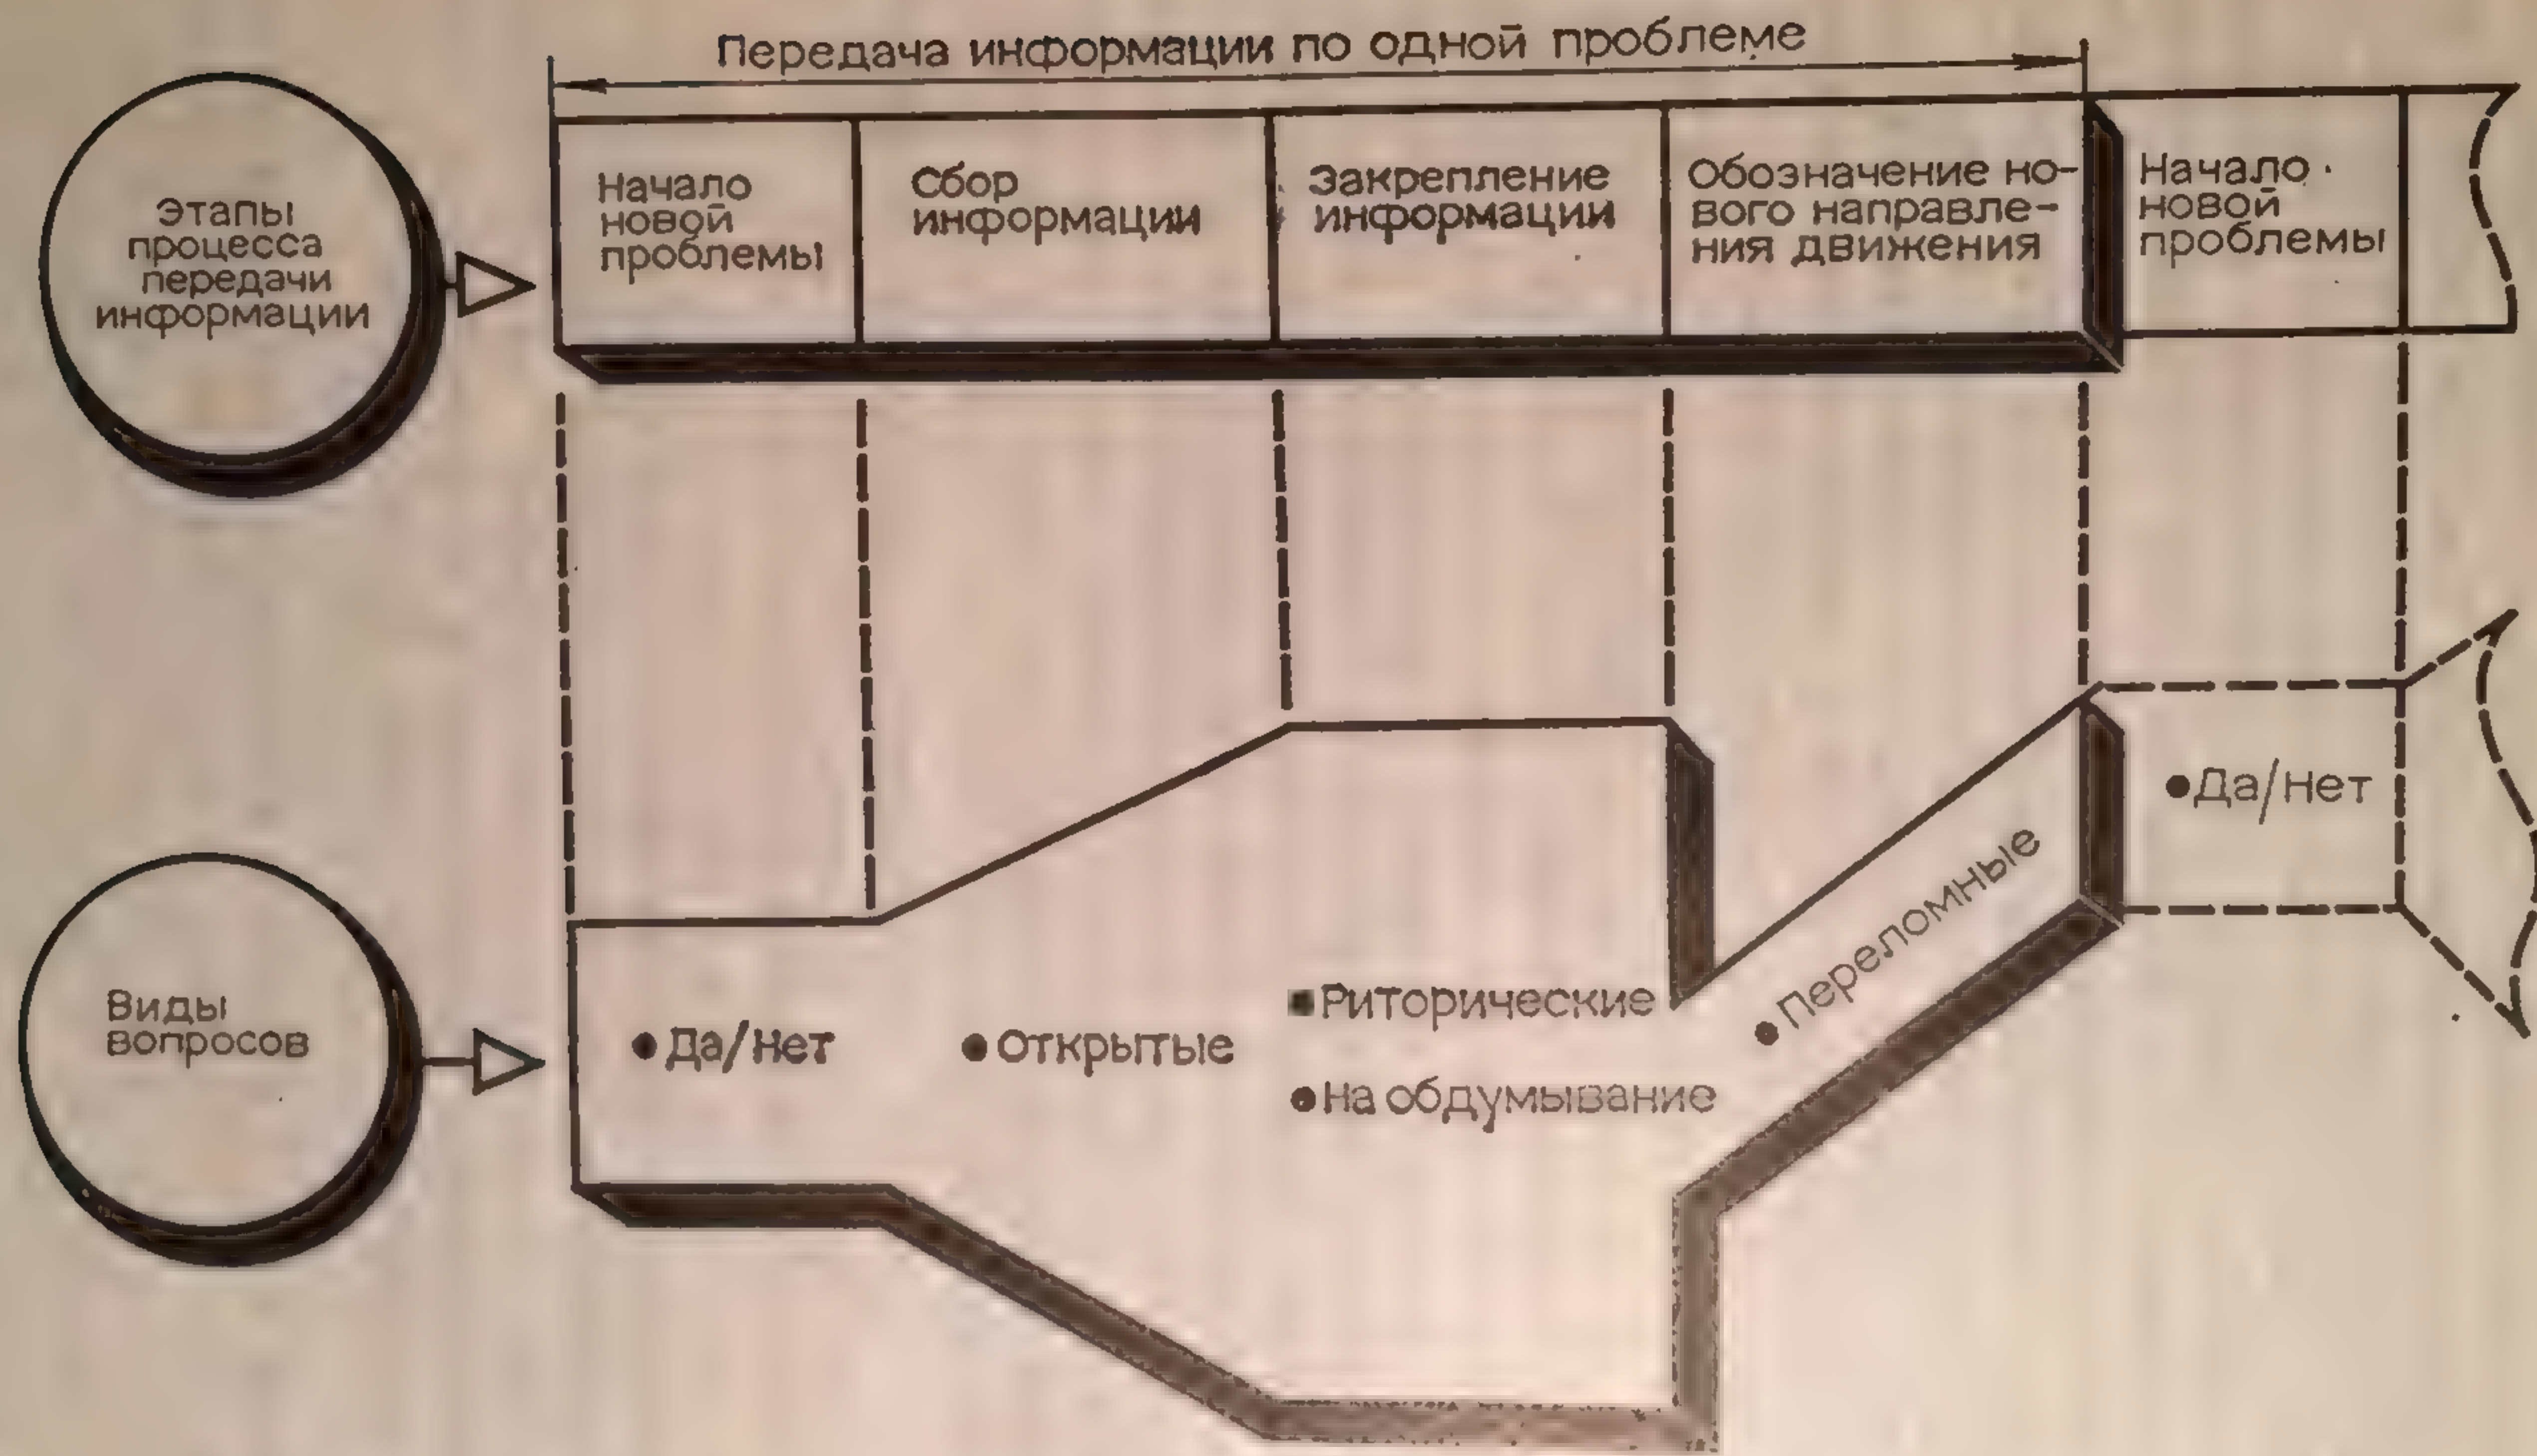 Передача информации по одной проблеме
Этапы
процесса
передачи
информации
Начало
новой
проблемы
Сбор
информации
Закрепление
информации
Обозначение но-
вого направле-
ния движения
Начало
новой
проблемы
Виды
вопросов
•Да/нет
•Открытые
▪Риторические
•На обдумывание
•Переломные
•Да/нет